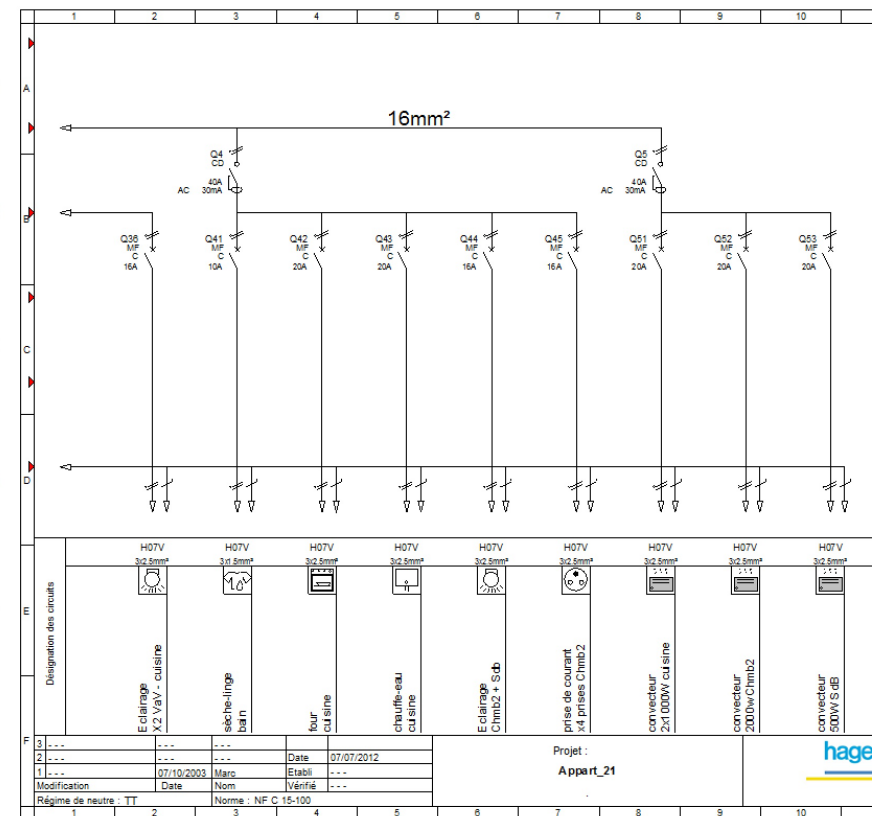 1 2 3 4 5 6 7 8 9 10
A
16mm²
Q4
CD
40A
AC 30mA
Q5
CD
40A
AC 30mA
B
Q36
MF
C
16A
Q41
MF
C
10A
Q42
MF
C
20A
Q43
MF
C
20A
Q44
MF
C
16A
Q45
MF
C
16A
Q51
MF
C
20A
Q52
MF
C
20A
Q53
MF
C
20A
C
D
H07V H07V H07V H07V H07V H07V H07V H07V H07V
3x2.5mm² 3x1.5mm² 3x2.5mm² 3x2.5mm² 3x2.5mm² 3x2.5mm² 3x2.5mm² 3x2.5mm² 3x2.5mm²
E
Désignation des circuits
Eclairage
X2 VaV - cuisine
sèche-linge
bain
four
cuisine
chauffe-eau
cuisine
Eclairage
Chmb2 + Sdb
prise de courant
x4 prises Chmb2
convecteur
2x1000W cuisine
convecteur
2000w Chmb2
convecteur
500W SdB
F
3 - - - - - - - - -
2 - - - - - - - - - Date 07/07/2012
1 - - - 07/10/2003 Marc Etabli - - -
Modification Date Nom Vérifié - - -
Régime de neutre : TT Norme : NF C 15-100
Projet :
Appart_21
.
hage
1 2 3 4 5 6 7 8 9 10